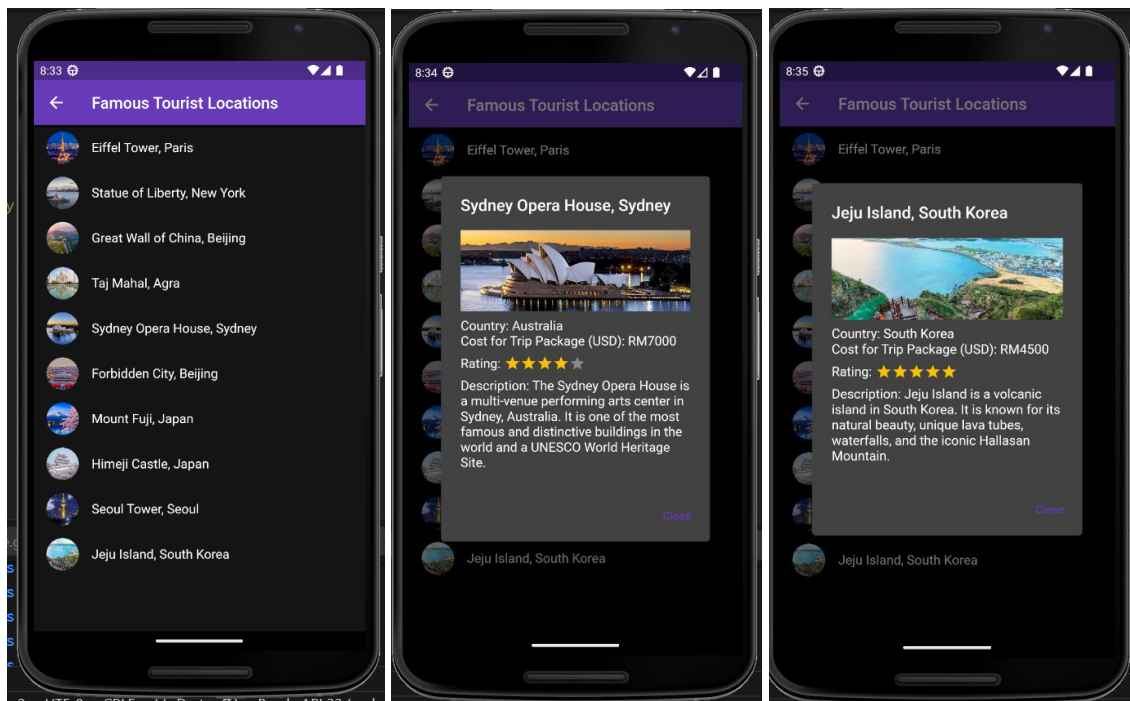 8:33
Famous Tourist Locations
Eiffel Tower, Paris
Statue of Liberty, New York
Great Wall of China, Beijing
Taj Mahal, Agra
Sydney Opera House, Sydney
Forbidden City, Beijing
Mount Fuji, Japan
Himeji Castle, Japan
Seoul Tower, Seoul
Jeju Island, South Korea
8:34
Famous Tourist Locations
Eiffel Tower, Paris
Sydney Opera House, Sydney
Country: Australia
Cost for Trip Package (USD): RM7000
Rating:
Description: The Sydney Opera House is
a multi-venue performing arts center in
Sydney, Australia. It is one of the most
famous and distinctive buildings in the
world and a UNESCO World Heritage
Site.
Close
Jeju Island, South Korea
8:35
Famous Tourist Locations
Eiffel Tower, Paris
Jeju Island, South Korea
Country: South Korea
Cost for Trip Package (USD): RM4500
Rating:
Description: Jeju Island is a volcanic
island in South Korea. It is known for its
natural beauty, unique lava tubes,
waterfalls, and the iconic Hallasan
Mountain.
Close
Jeju Island, South Korea